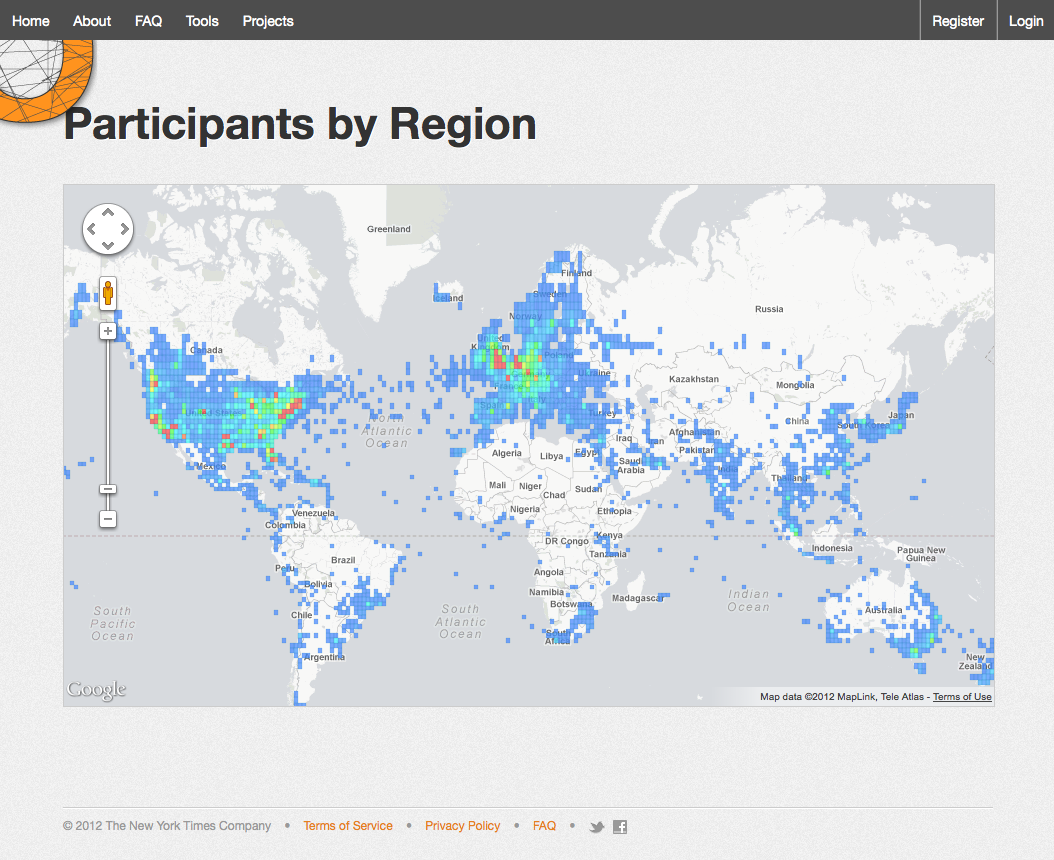 Home About FAQ Tools Projects Register Login
Participants by Region
Greenland
Finland
Iceland
Sweden
Norway
Russia
United
Kingdom
Canada
Poland
Ukraine
Kazakhstan
Mongolia
France
Spain
United States
Turkey
China
Japan
South Korea
North
Atlantic
Ocean
Afghanistan
Iraq
Iran
Algeria
Libya
Egypt
Pakistan
Saudi
Arabia
India
Mexico
Thailand
Mali
Niger
Chad
Sudan
Nigeria
Ethiopia
Venezuela
Colombia
Kenya
DR Congo
Tanzania
Indonesia
Papua New
Guinea
Brazil
Peru
Bolivia
Angola
Namibia
Botswana
Madagascar
Indian
Ocean
South
Pacific
Ocean
Chile
South
Atlantic
Ocean
Australia
South
Africa
Argentina
New
Zealand
Google
Map data ©2012 MapLink, Tele Atlas - Terms of Use
© 2012 The New York Times Company • Terms of Service • Privacy Policy • FAQ •